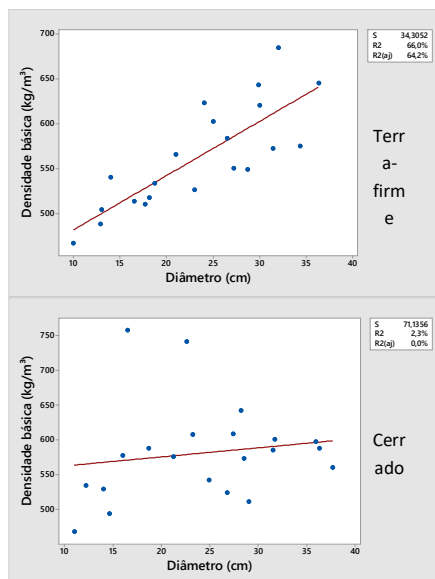 700
650
600
550
500
10 15 20 25 30 35 40
Densidade básica (kg/m³)
Diâmetro (cm)
S 34,3052
R2 66,0%
R2(aj) 64,2%
Terr
a-
firm
e
750
700
650
600
550
500
10 15 20 25 30 35 40
Densidade básica (kg/m³)
Diâmetro (cm)
S 71,1356
R2 2,3%
R2(aj) 0,0%
Cerr
ado